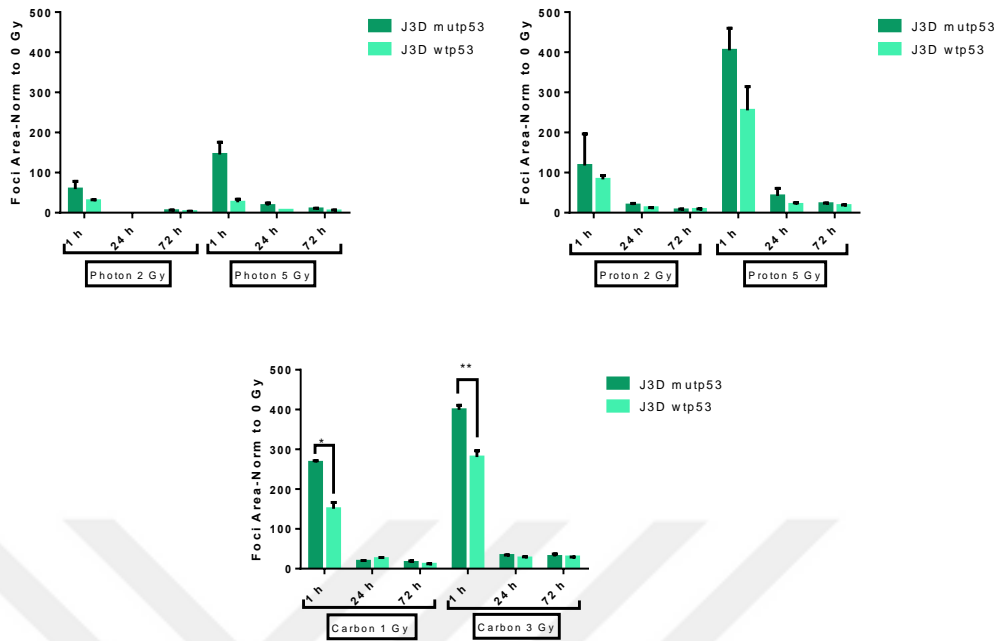 Foci Area-Norm to 0 Gy
500
400
300
200
100
0
1 h
24 h
72 h
1 h
24 h
72 h
Photon 2 Gy
Photon 5 Gy
J3D mutp53
J3D wtp53
Foci Area-Norm to 0 Gy
500
400
300
200
100
0
1 h
24 h
72 h
1 h
24 h
72 h
Proton 2 Gy
Proton 5 Gy
J3D mutp53
J3D wtp53
Foci Area-Norm to 0 Gy
500
400
300
200
100
0
*
**
1 h
24 h
72 h
1 h
24 h
72 h
Carbon 1 Gy
Carbon 3 Gy
J3D mutp53
J3D wtp53